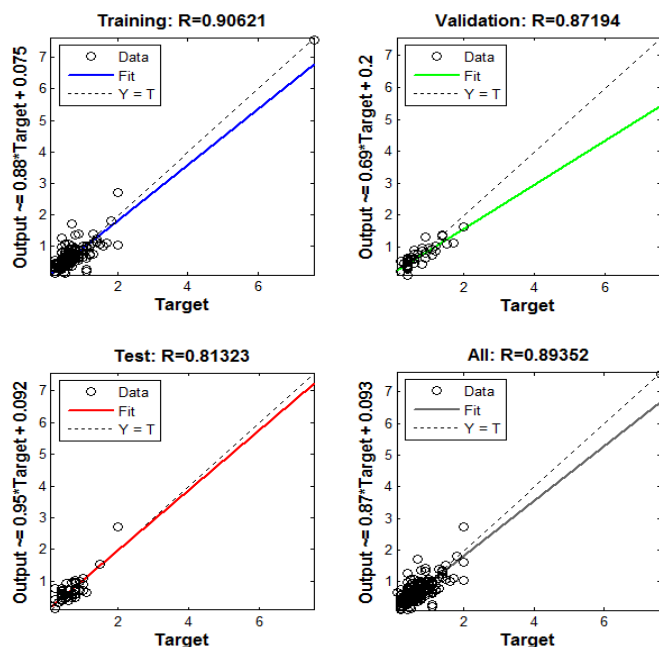 Training: R=0.90621
Output ~= 0.88*Target + 0.075
7
6
5
4
3
2
1
Data
Fit
Y = T
2
4
6
Target
Validation: R=0.87194
Output ~= 0.69*Target + 0.2
7
6
5
4
3
2
1
Data
Fit
Y = T
2
4
6
Target
Test: R=0.81323
Output ~= 0.95*Target + 0.092
7
6
5
4
3
2
1
Data
Fit
Y = T
2
4
6
Target
All: R=0.89352
Output ~= 0.87*Target + 0.093
7
6
5
4
3
2
1
Data
Fit
Y = T
2
4
6
Target